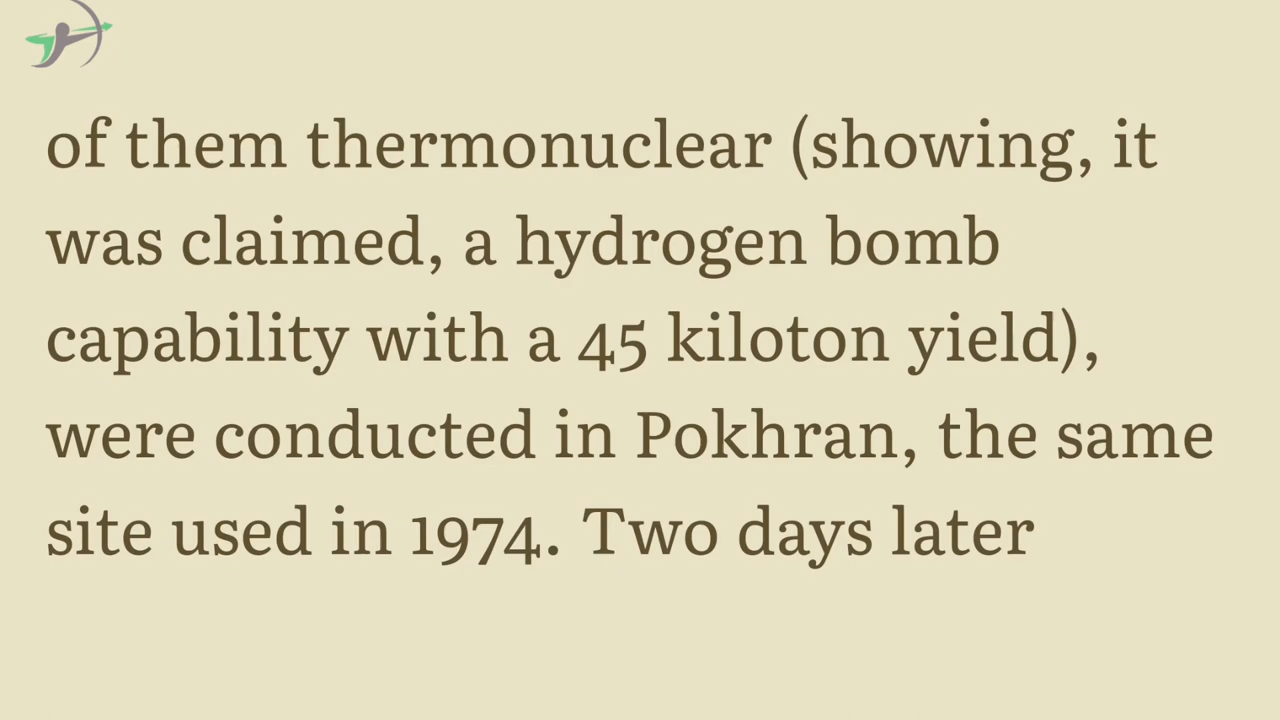 of them thermonuclear (showing, it
was claimed, a hydrogen bomb
capability with a 45 kiloton yield),
were conducted in Pokhran, the same
site used in 1974. Two days later